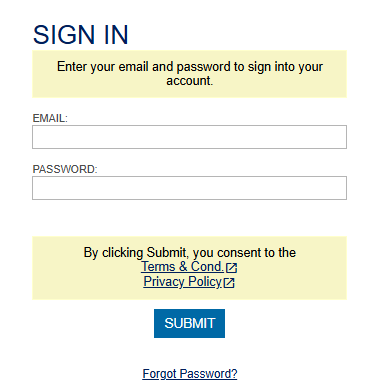 SIGN IN
Enter your email and password to sign into your
account.
EMAIL:
PASSWORD:
By clicking Submit, you consent to the
Terms & Cond.
Privacy Policy
SUBMIT
Forgot Password?